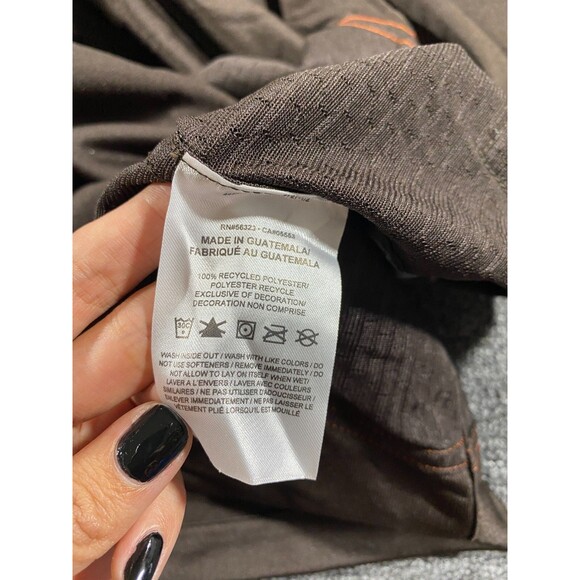 RN#56323 - CA#05553
MADE IN GUATEMALA/
FABRIQUÉ AU GUATEMALA
100% RECYCLED POLYESTER/
POLYESTER RECYCLE
EXCLUSIVE OF DECORATION/
DECORATION NON COMPRISE
30C
WASH INSIDE OUT / WASH WITH LIKE COLORS / DO
NOT USE SOFTENERS / REMOVE IMMEDIATELY / DO
NOT ALLOW TO LAY ON ITSELF WHEN WET/
LAVER A L'ENVERS / LAVER AVEC COULEURS
SIMILAIRES / NE PAS UTILISER D'ADOUCISSEUR /
ENLEVER IMMEDIATEMENT / NE PAS LAISSER LE
VÊTEMENT PLIÉ LORSQU'IL EST MOUILLÉ